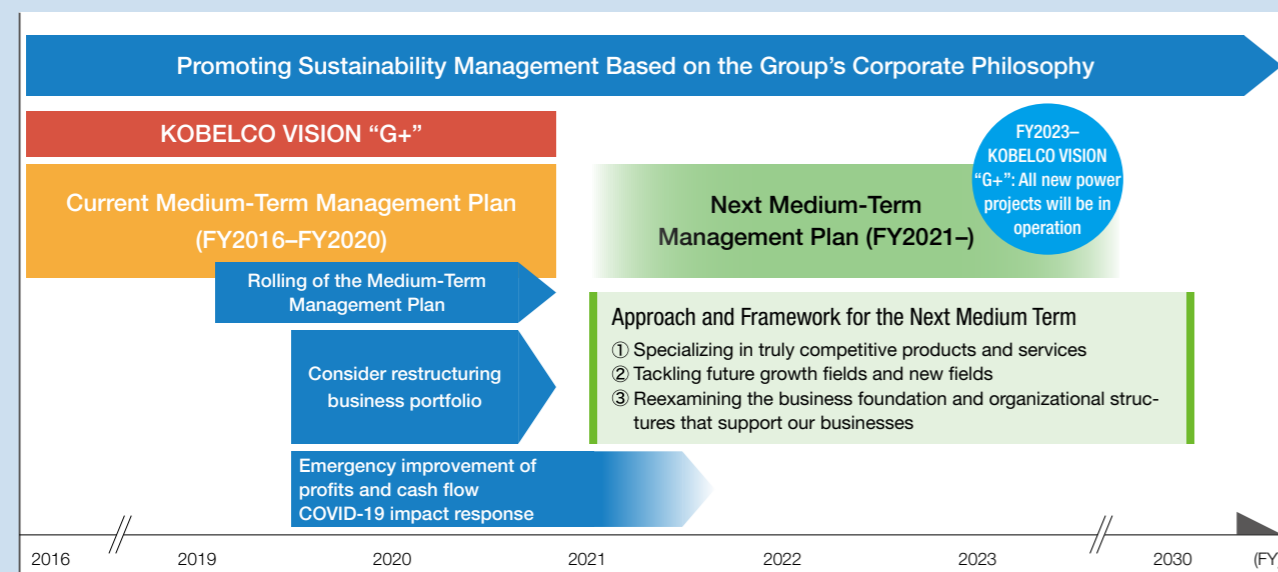 Promoting Sustainability Management Based on the Group's Corporate Philosophy
KOBELCO VISION “G+”
Current Medium-Term Management Plan
(FY2016–FY2020)
Rolling of the Medium-Term
Management Plan
Consider restructuring
business portfolio
Emergency improvement of
profits and cash flow
COVID-19 impact response
Next Medium-Term
Management Plan (FY2021–)
FY2023–
KOBELCO VISION
“G+”: All new power
projects will be in
operation
Approach and Framework for the Next Medium Term
① Specializing in truly competitive products and services
② Tackling future growth fields and new fields
③ Reexamining the business foundation and organizational struc-
tures that support our businesses
2016 2019 2020 2021 2022 2023 2030 (FY